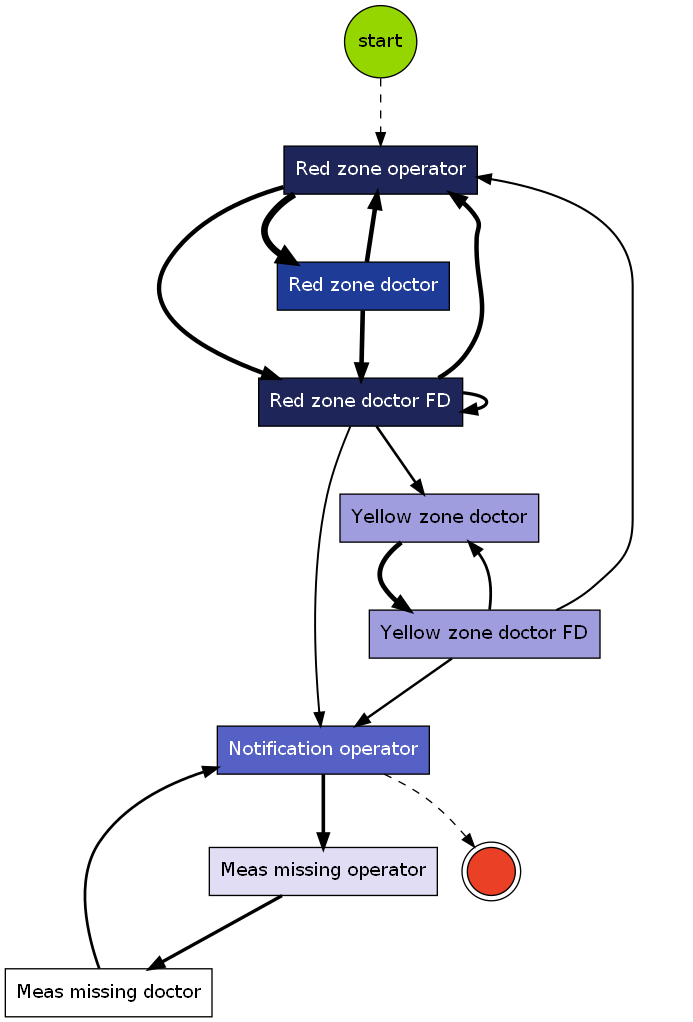 start
Red zone operator
Red zone doctor
Red zone doctor FD
Yellow zone doctor
Yellow zone doctor FD
Notification operator
Meas missing operator
Meas missing doctor